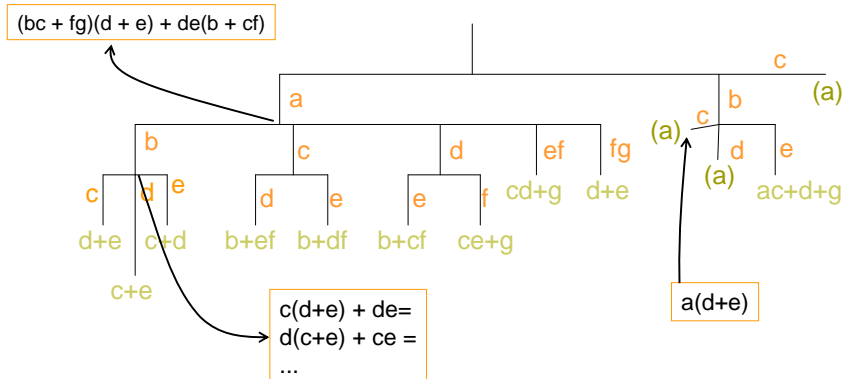 (bc + fg)(d + e) + de(b + cf)
c
a
b
(a)
b
c
d
ef
fg
(a)
c
d
e
c
d
e
d
e
e
f
cd+g
d+e
(a)
ac+d+g
d+e
c+d
b+ef
b+df
b+cf
ce+g
c+e
c(d+e) + de=
d(c+e) + ce =
...
a(d+e)